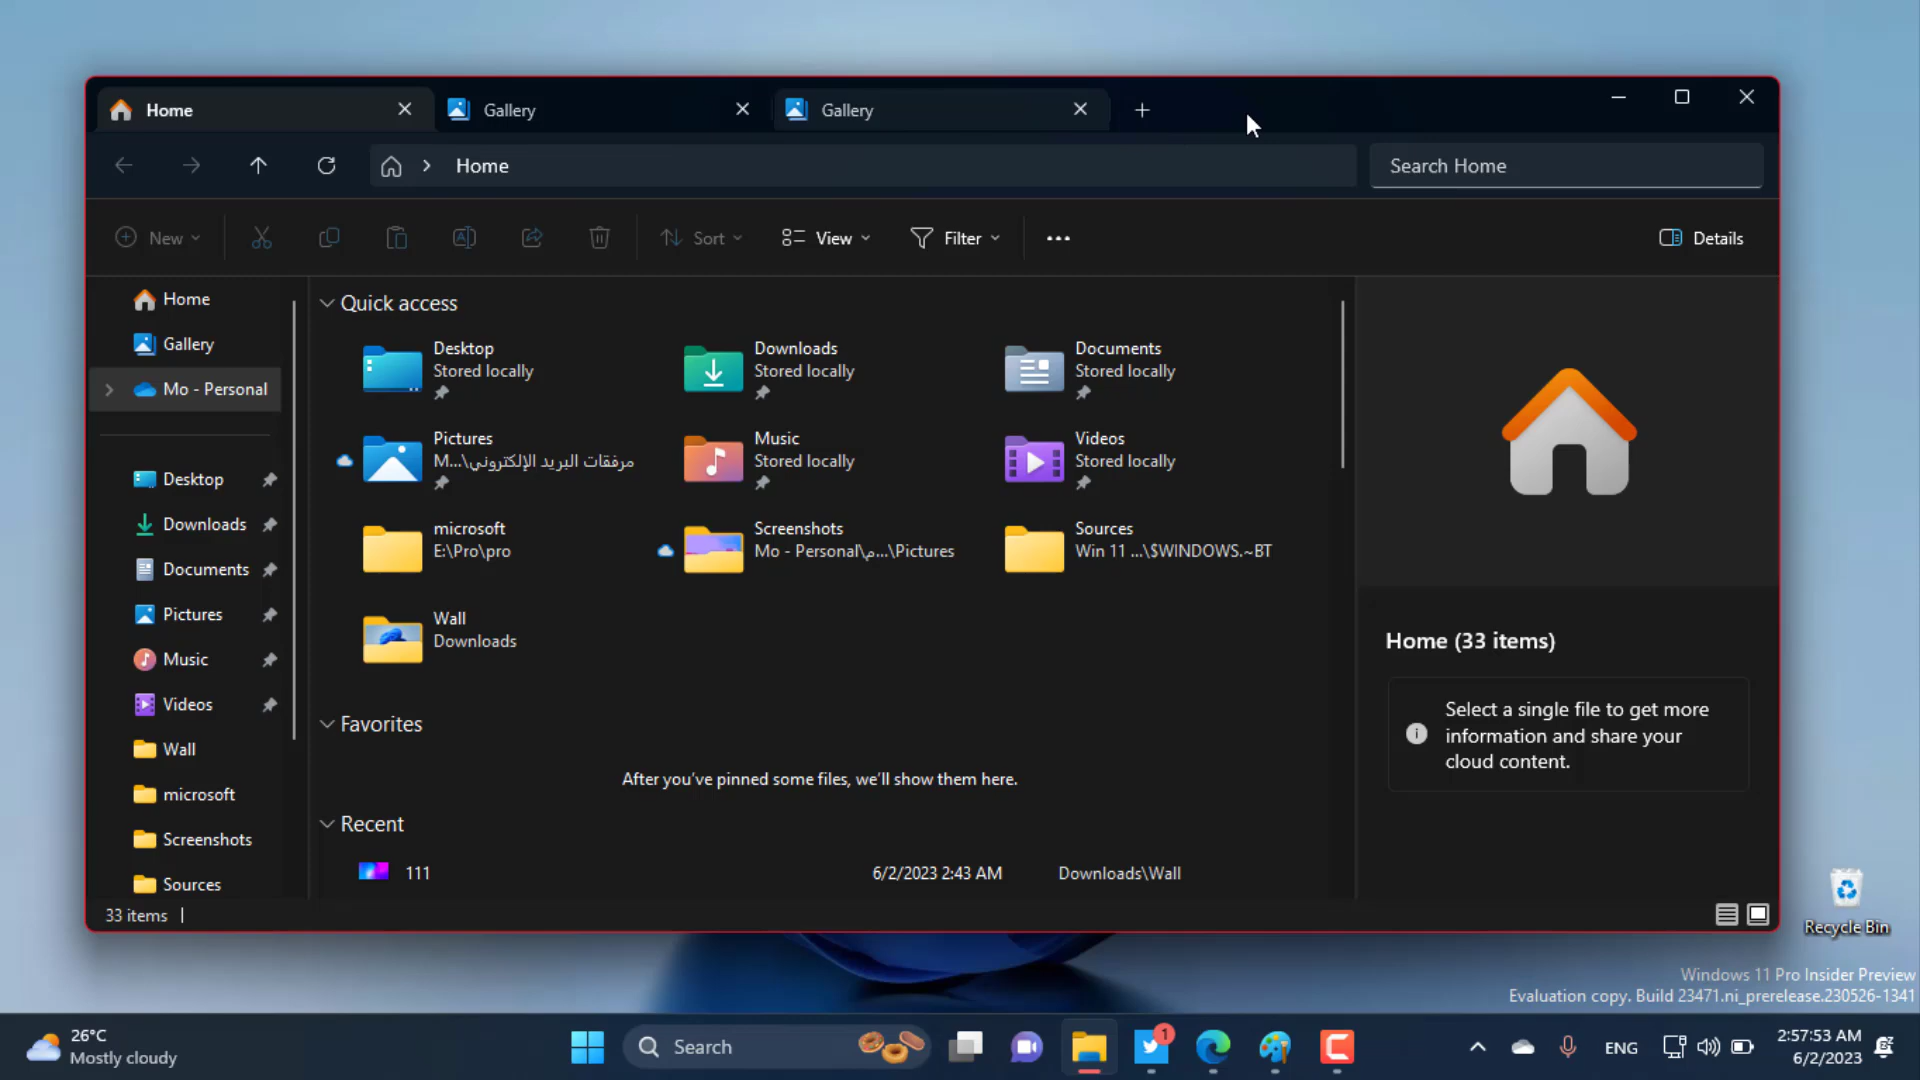 Home
Gallery
Gallery
Home
Search Home
New
Sort
View
Filter
Details
Home
Gallery
Mo - Personal
Desktop
Downloads
Documents
Pictures
Music
Videos
Wall
microsoft
Screenshots
Sources
Quick access
Desktop
Stored locally
Downloads
Stored locally
Documents
Stored locally
Pictures
M...\مرفقات البريد الإلكتروني
Music
Stored locally
Videos
Stored locally
microsoft
E:\Pro\pro
Screenshots
Mo - Personal\م...\Pictures
Sources
Win 11 ...\$WINDOWS.~BT
Wall
Downloads
Favorites
After you've pinned some files, we'll show them here.
Recent
111 6/2/2023 2:43 AM Downloads\Wall
Home (33 items)
Select a single file to get more
information and share your
cloud content.
33 items
Recycle Bin
Windows 11 Pro Insider Preview
Evaluation copy. Build 23471.ni_prerelease.230526-1341
26°C
Mostly cloudy
Search
1
ENG
2:57:53 AM
6/2/2023